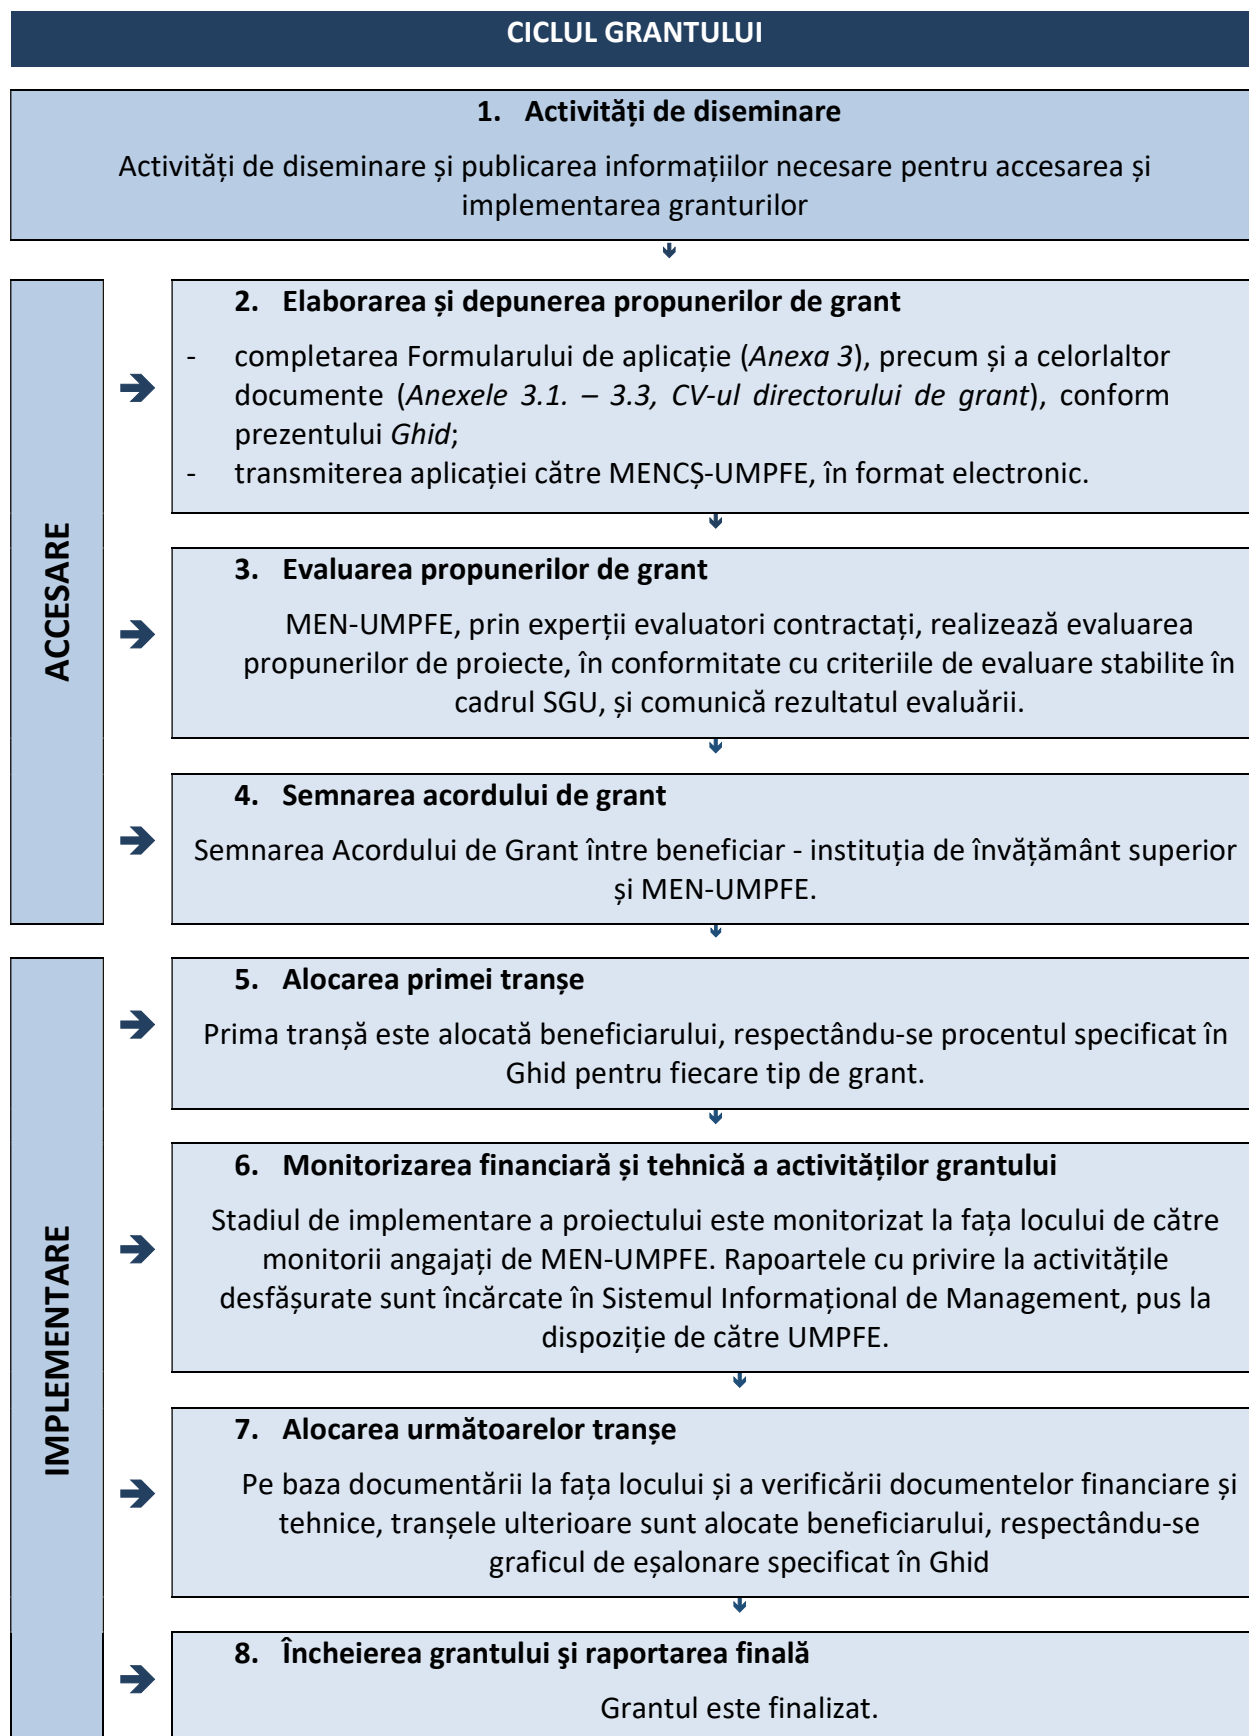 CICLUL GRANTULUI
1. Activități de diseminare
Activități de diseminare și publicarea informațiilor necesare pentru accesarea și
implementarea granturilor
ACCESARE
2. Elaborarea și depunerea propunerilor de grant
- completarea Formularului de aplicație (Anexa 3), precum și a celorlaltor
documente (Anexele 3.1. – 3.3, CV-ul directorului de grant), conform
prezentului Ghid;
- transmiterea aplicației către MENCȘ-UMPFE, în format electronic.
3. Evaluarea propunerilor de grant
MEN-UMPFE, prin experții evaluatori contractați, realizează evaluarea
propunerilor de proiecte, în conformitate cu criteriile de evaluare stabilite în
cadrul SGU, și comunică rezultatul evaluării.
4. Semnarea acordului de grant
Semnarea Acordului de Grant între beneficiar - instituția de învățământ superior
și MEN-UMPFE.
IMPLEMENTARE
5. Alocarea primei tranșe
Prima tranșă este alocată beneficiarului, respectându-se procentul specificat în
Ghid pentru fiecare tip de grant.
6. Monitorizarea financiară și tehnică a activităților grantului
Stadiul de implementare a proiectului este monitorizat la fața locului de către
monitorii angajați de MEN-UMPFE. Rapoartele cu privire la activitățile
desfășurate sunt încărcate în Sistemul Informațional de Management, pus la
dispoziție de către UMPFE.
7. Alocarea următoarelor tranșe
Pe baza documentării la fața locului și a verificării documentelor financiare și
tehnice, tranșele ulterioare sunt alocate beneficiarului, respectându-se
graficul de eșalonare specificat în Ghid
8. Încheierea grantului şi raportarea finală
Grantul este finalizat.